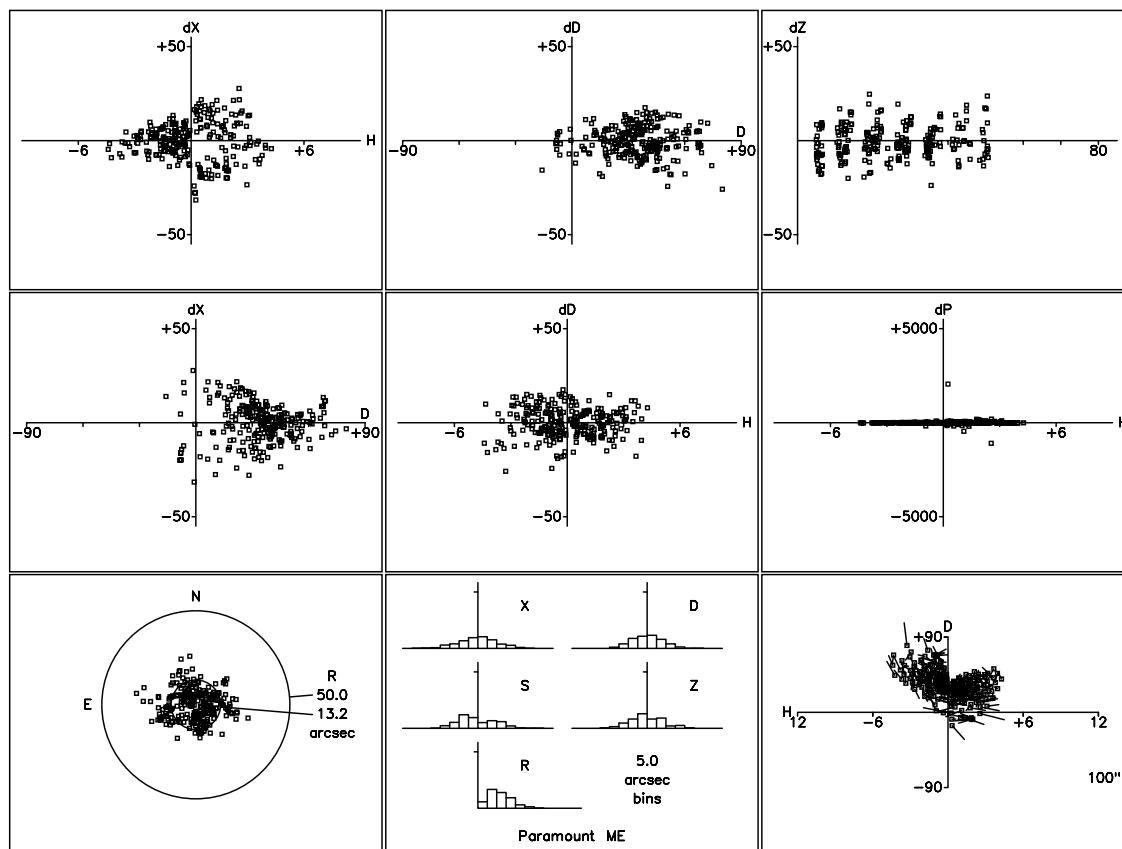 dX
+50
H
−6
+6
−50
dD
+50
D
−90
+90
−50
dZ
+50
80
−50
dX
+50
D
−90
+90
−50
dD
+50
H
−6
+6
−50
dP
+5000
H
−6
+6
−5000
N
E
R
50.0
13.2
arcsec
X
D
S
Z
R
5.0
arcsec
bins
Paramount ME
D
+90
H
12
−6
+6
12
−90
100"